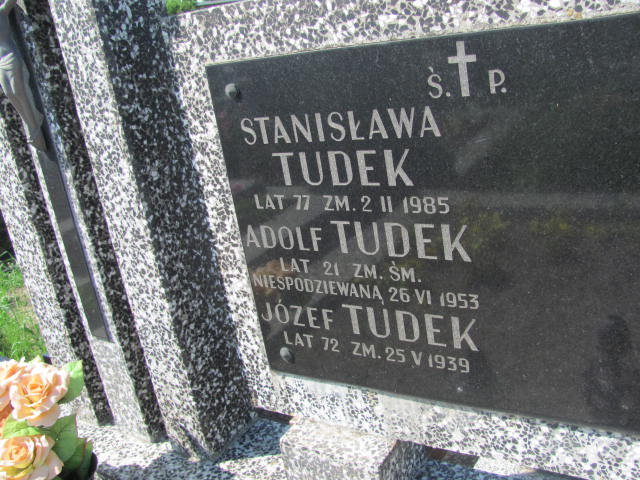 Ś. P.
STANISŁAWA
TUDEK
LAT 77 ZM. 2 II 1985
ADOLF TUDEK
LAT 21 ZM. ŚM.
NIESPODZIEWANĄ 26 VI 1953
JÓZEF TUDEK
LAT 72 ZM. 25 V 1939